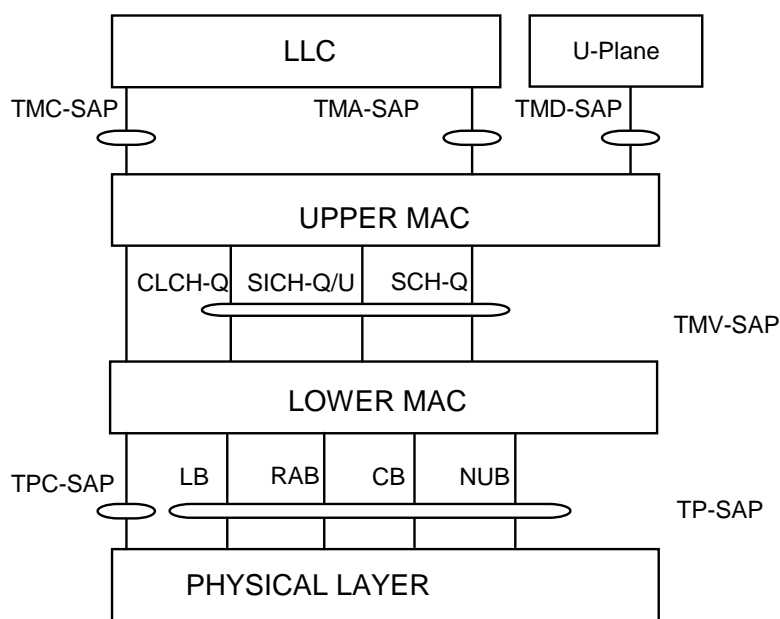 LLC
U-Plane
TMC-SAP
TMA-SAP
TMD-SAP
UPPER MAC
CLCH-Q
SICH-Q/U
SCH-Q
TMV-SAP
LOWER MAC
TPC-SAP
LB
RAB
CB
NUB
TP-SAP
PHYSICAL LAYER